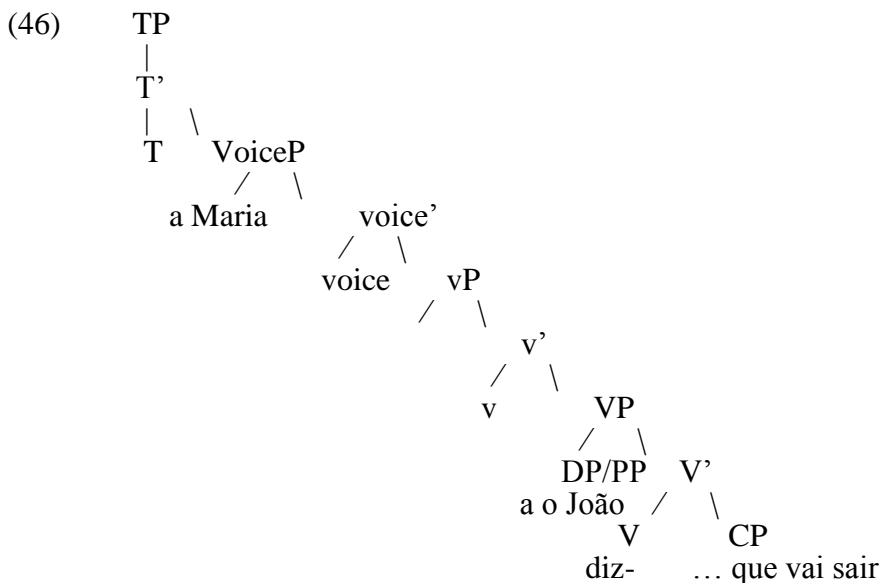 (46) TP
T’
T VoiceP
a Maria voice’
voice vP
v’
v VP
DP/PP V’
a o João
V CP
diz- … que vai sair